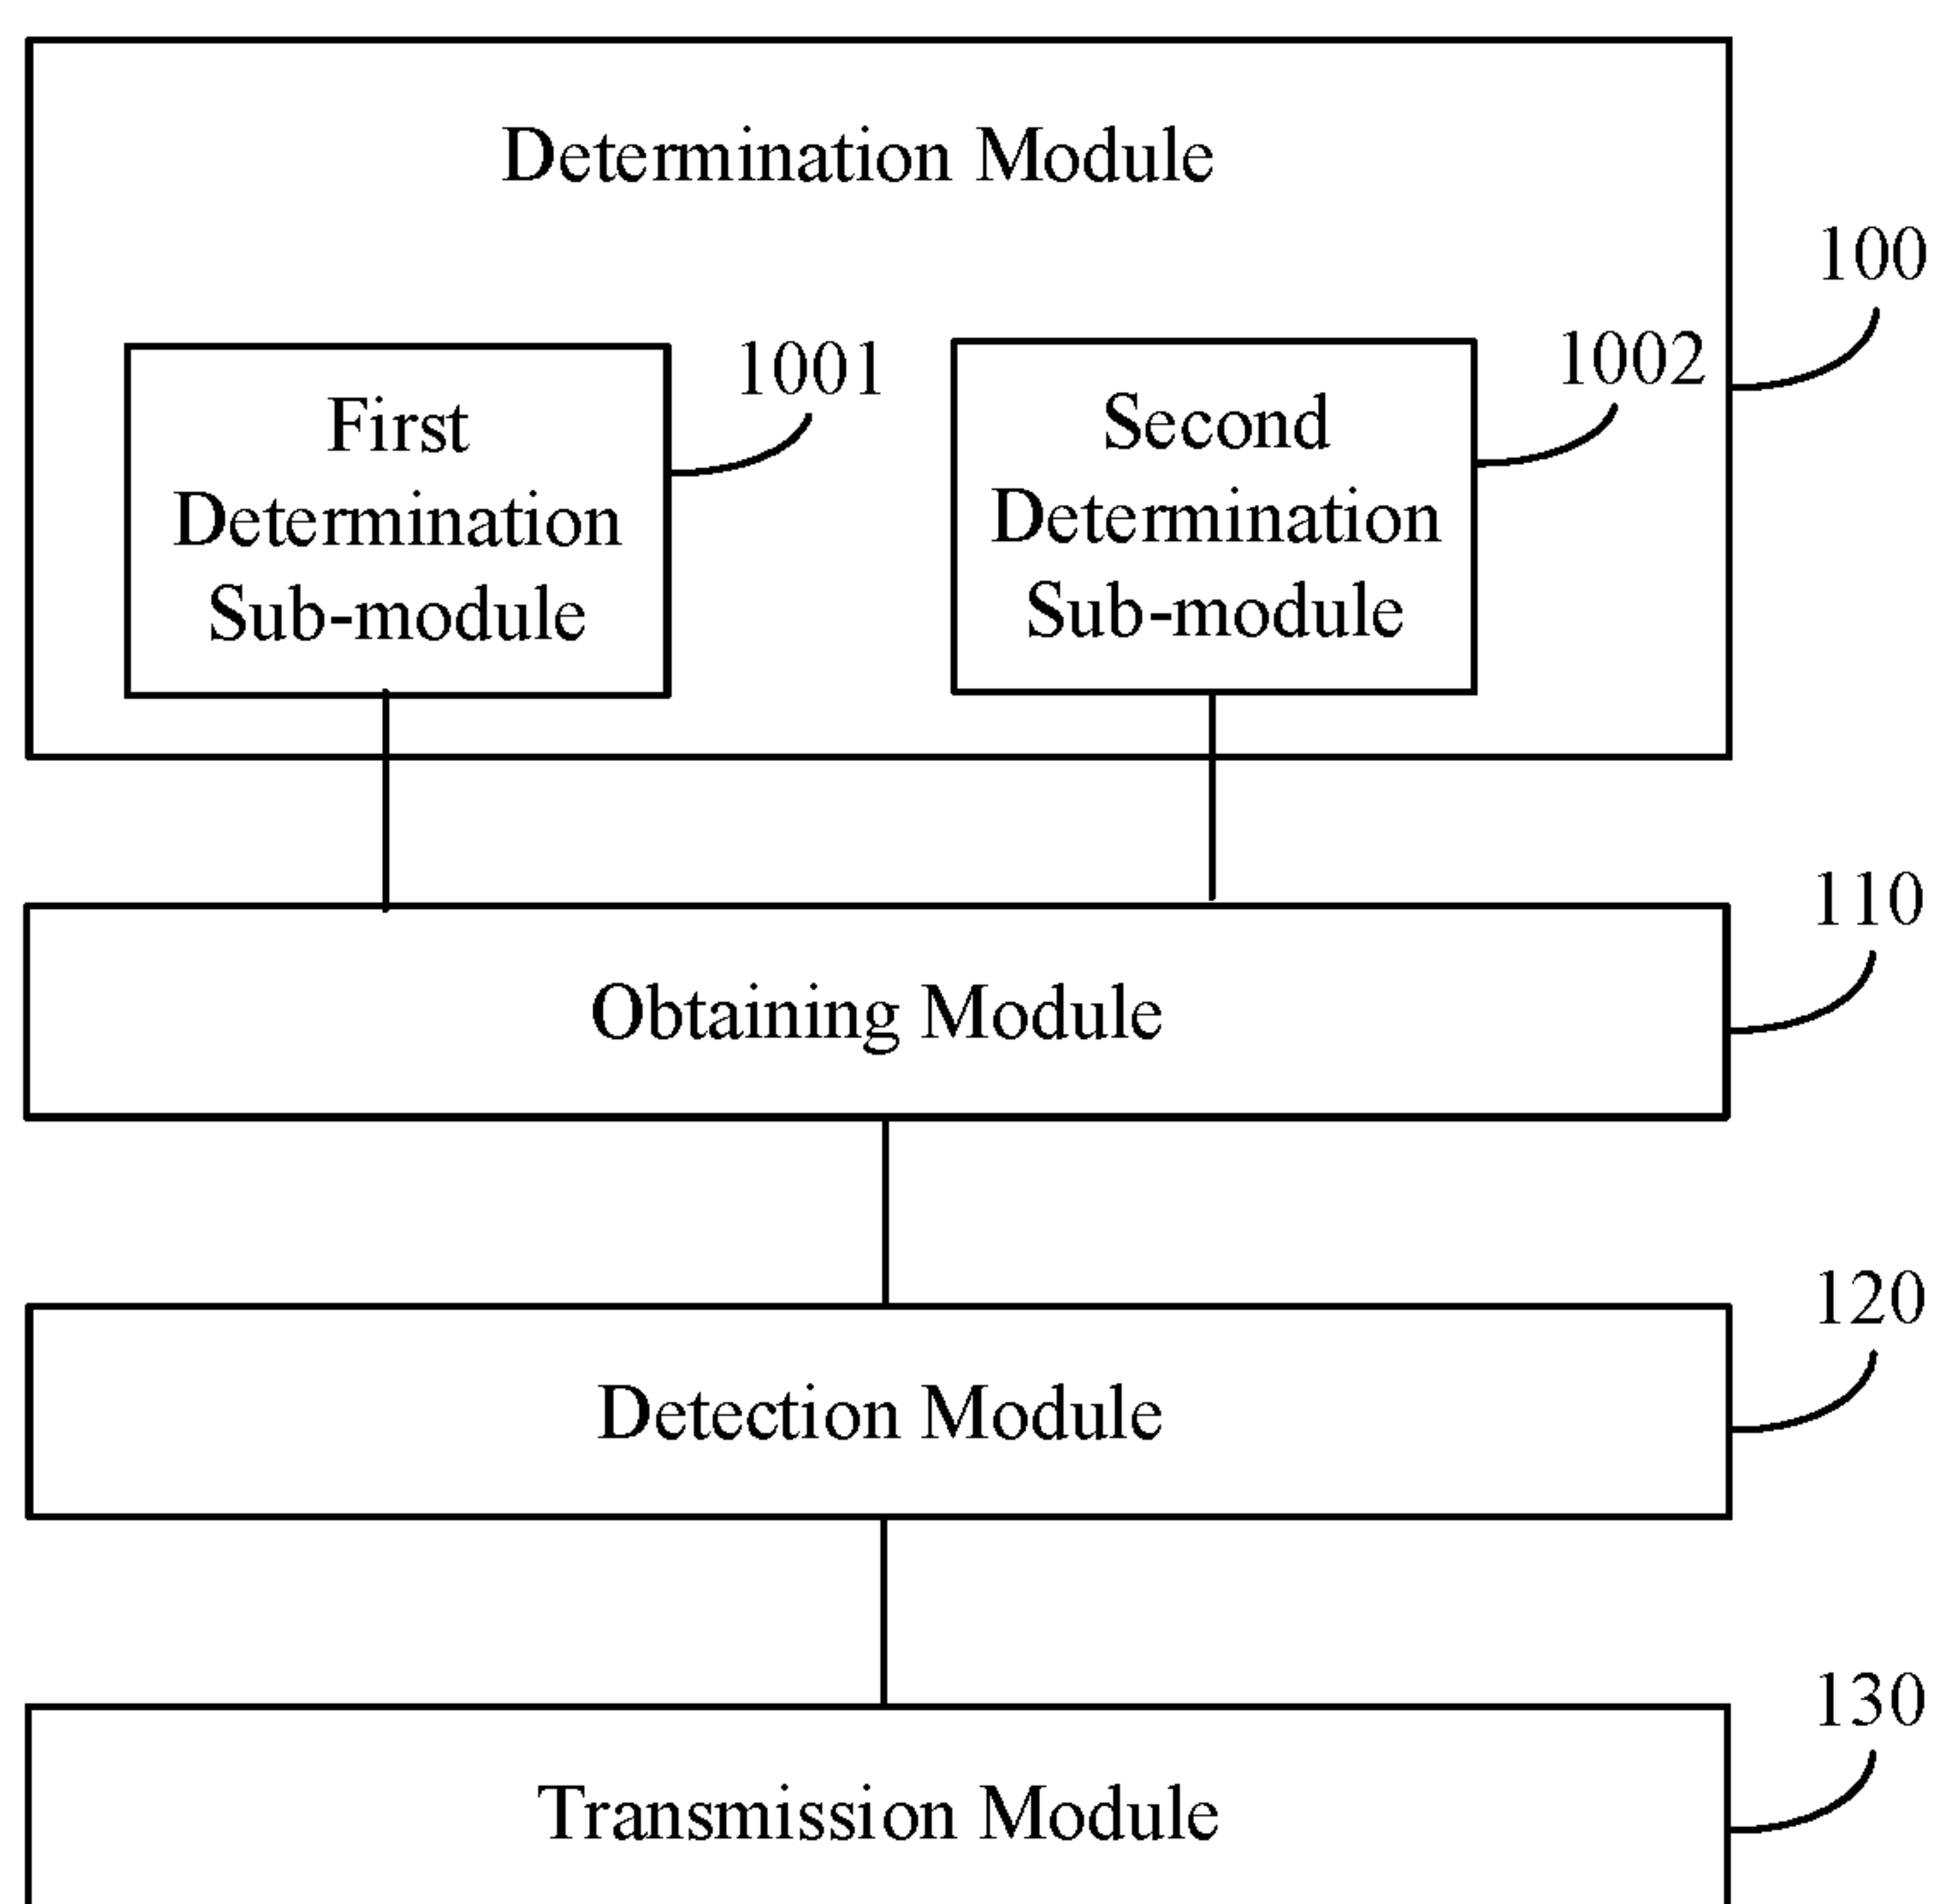 Determination Module
100
First
Determination
Sub-module
1001
Second
Determination
Sub-module
1002
Obtaining Module
110
Detection Module
120
Transmission Module
130